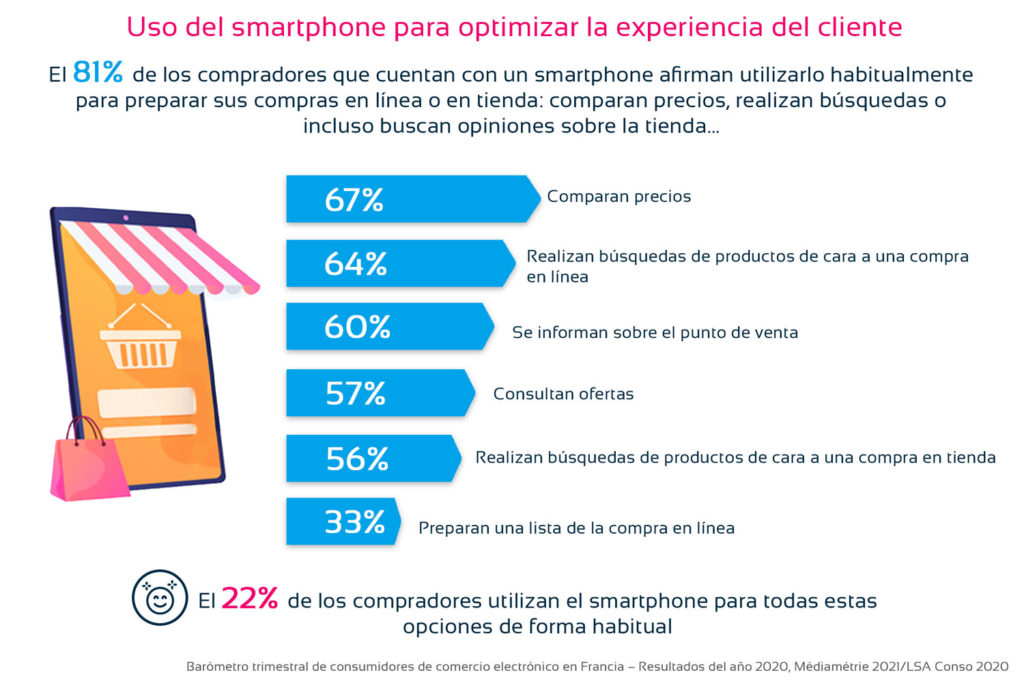 Uso del smartphone para optimizar la experiencia del cliente
El 81% de los compradores que cuentan con un smartphone afirman utilizarlo habitualmente
para preparar sus compras en línea o en tienda: comparan precios, realizan búsquedas o
incluso buscan opiniones sobre la tienda...
67% Comparan precios
64% Realizan búsquedas de productos de cara a una compra
en línea
60% Se informan sobre el punto de venta
57% Consultan ofertas
56% Realizan búsquedas de productos de cara a una compra en tienda
33% Preparan una lista de la compra en línea
El 22% de los compradores utilizan el smartphone para todas estas
opciones de forma habitual
Barómetro trimestral de consumidores de comercio electrónico en Francia – Resultados del año 2020, Médiamétrie 2021/LSA Conso 2020